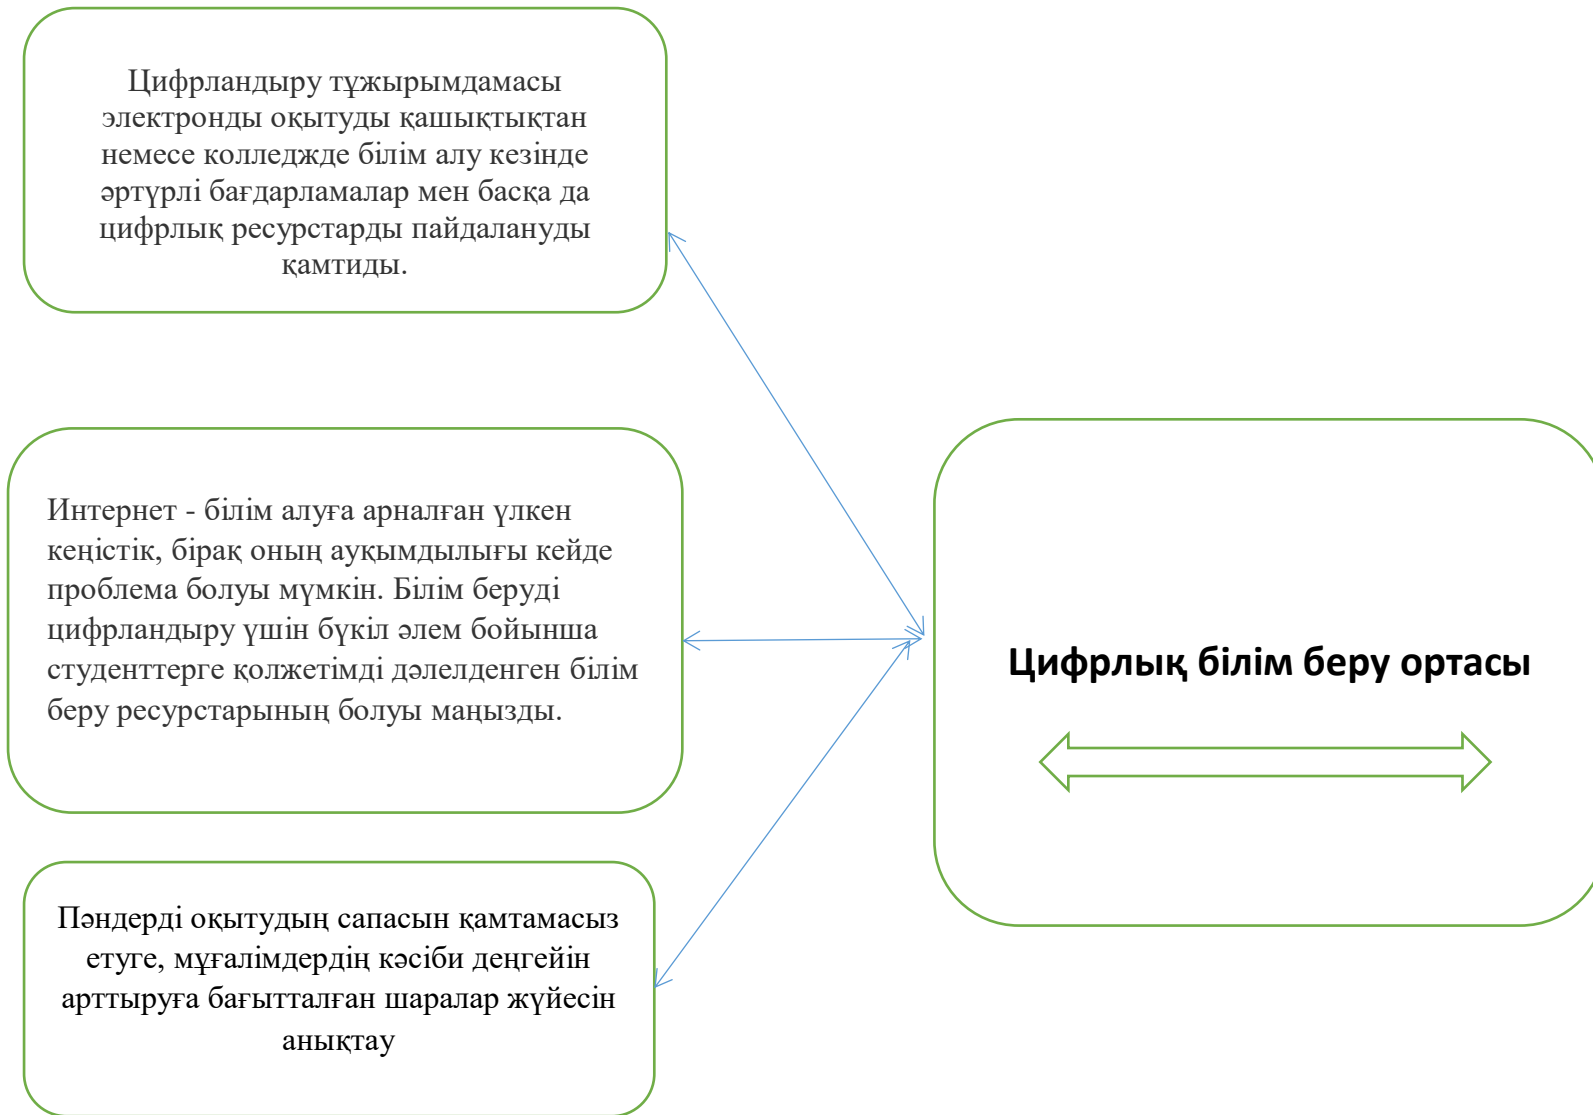 Цифрландыру тұжырымдамасы
электронды оқытуды қашықтықтан
немесе колледжде білім алу кезінде
әртүрлі бағдарламалар мен басқа да
цифрлық ресурстарды пайдалануды
қамтиды.
Интернет - білім алуға арналған үлкен
кеңістік, бірақ оның ауқымдылығы кейде
проблема болуы мүмкін. Білім беруді
цифрландыру үшін бүкіл әлем бойынша
студенттерге қолжетімді дәлелденген білім
беру ресурстарының болуы маңызды.
Пәндерді оқытудың сапасын қамтамасыз
етуге, мұғалімдердің кәсіби деңгейін
арттыруға бағытталған шаралар жүйесін
анықтау
Цифрлық білім беру ортасы